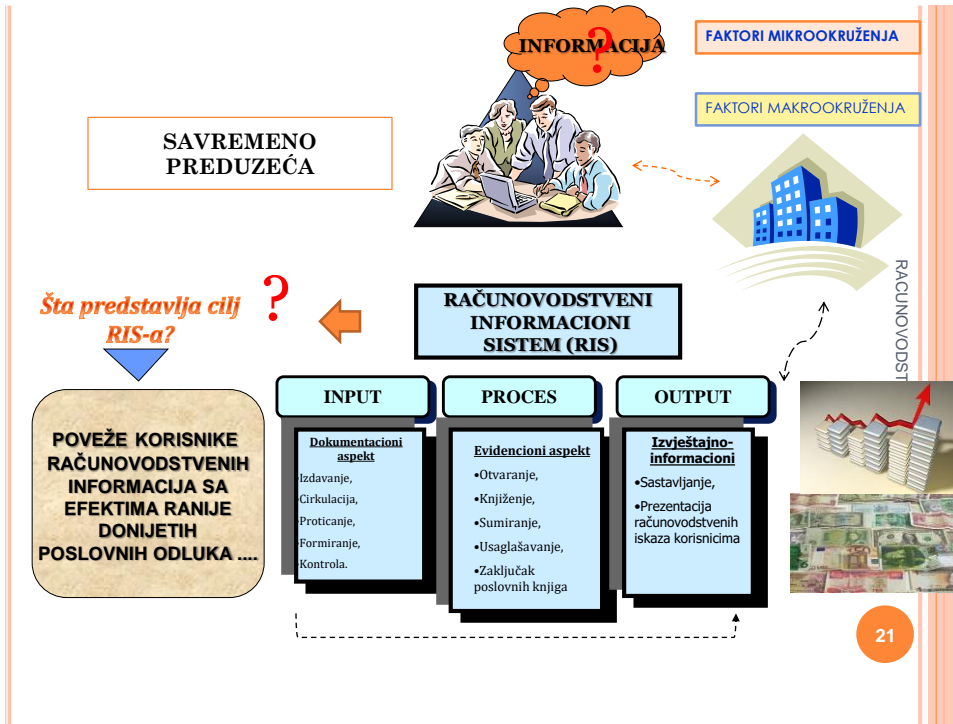 INFORMACIJA
?
FAKTORI MIKROOKRUŽENJA
FAKTORI MAKROOKRUŽENJA
SAVREMENO
PREDUZEĆA
RACUNOVODST
Šta predstavlja cilj
RIS-a?
?
RAČUNOVODSTVENI
INFORMACIONI
SISTEM (RIS)
POVEŽE KORISNIKE
RAČUNOVODSTVENIH
INFORMACIJA SA
EFEKTIMA RANIJE
DONIJETIH
POSLOVNIH ODLUKA ....
INPUT
Dokumentacioni
aspekt
•Izdavanje,
•Cirkulacija,
•Proticanje,
•Formiranje,
•Kontrola.
PROCES
Evidencioni aspekt
•Otvaranje,
•Knjiženje,
•Sumiranje,
•Usaglašavanje,
•Zaključak
poslovnih knjiga
OUTPUT
Izvještajno-
informacioni
•Sastavljanje,
•Prezentacija
računovodstvenih
iskaza korisnicima
21